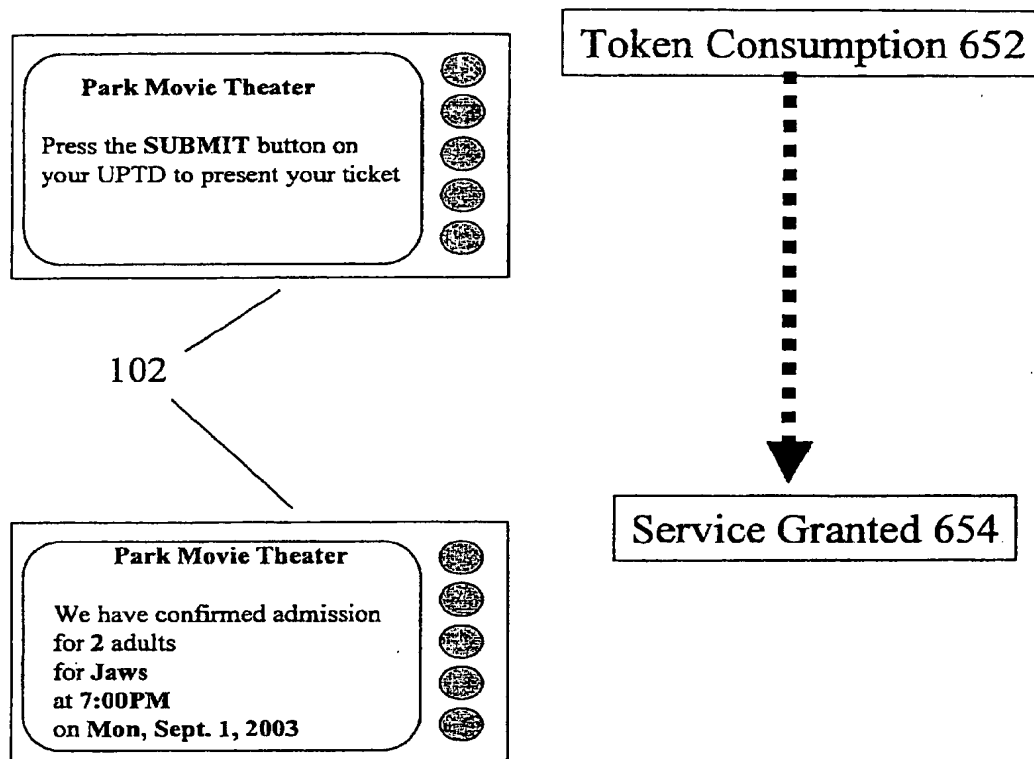 Park Movie Theater
Press the SUBMIT button on
your UPTD to present your ticket
Token Consumption 652
102
Park Movie Theater
We have confirmed admission
for 2 adults
for Jaws
at 7:00PM
on Mon, Sept. 1, 2003
Service Granted 654